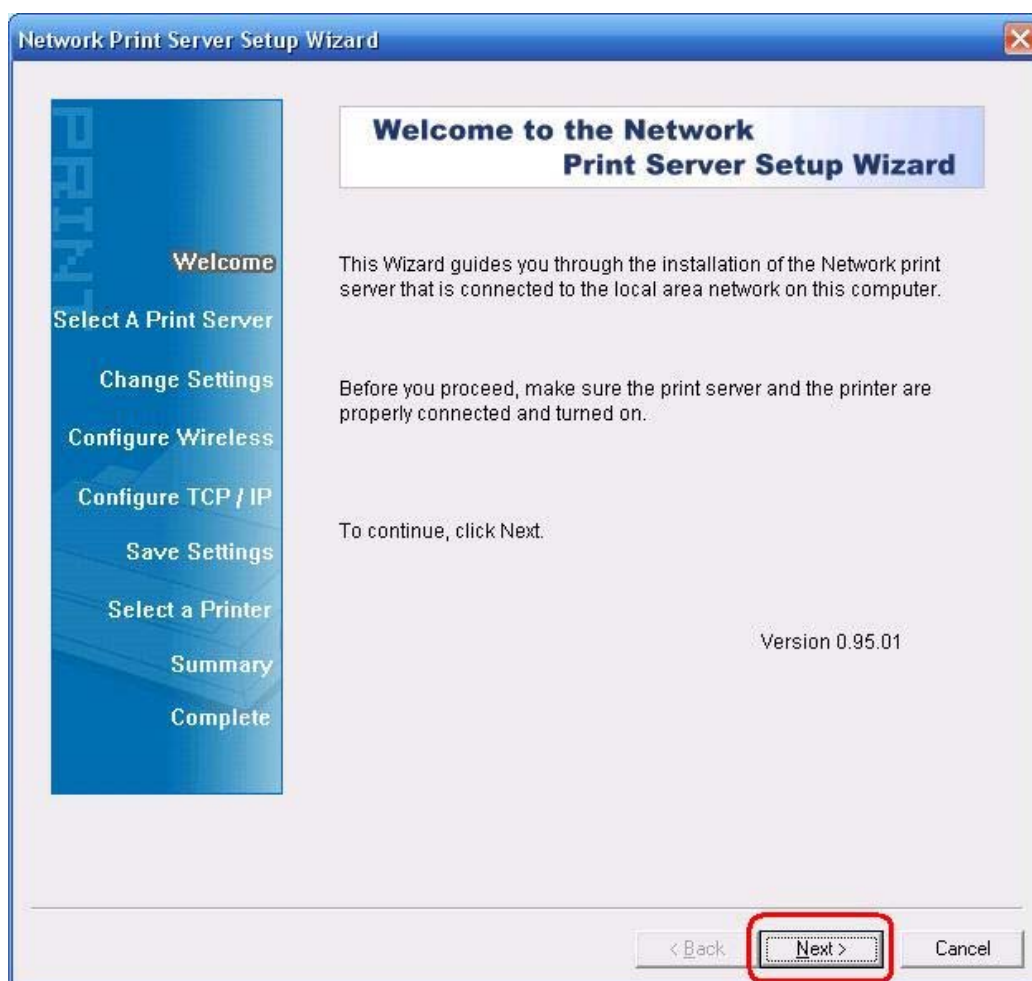 Network Print Server Setup Wizard
PRINT
Welcome
Select A Print Server
Change Settings
Configure Wireless
Configure TCP / IP
Save Settings
Select a Printer
Summary
Complete
Welcome to the Network
Print Server Setup Wizard
This Wizard guides you through the installation of the Network print
server that is connected to the local area network on this computer.
Before you proceed, make sure the print server and the printer are
properly connected and turned on.
To continue, click Next.
Version 0.95.01
< Back
Next >
Cancel